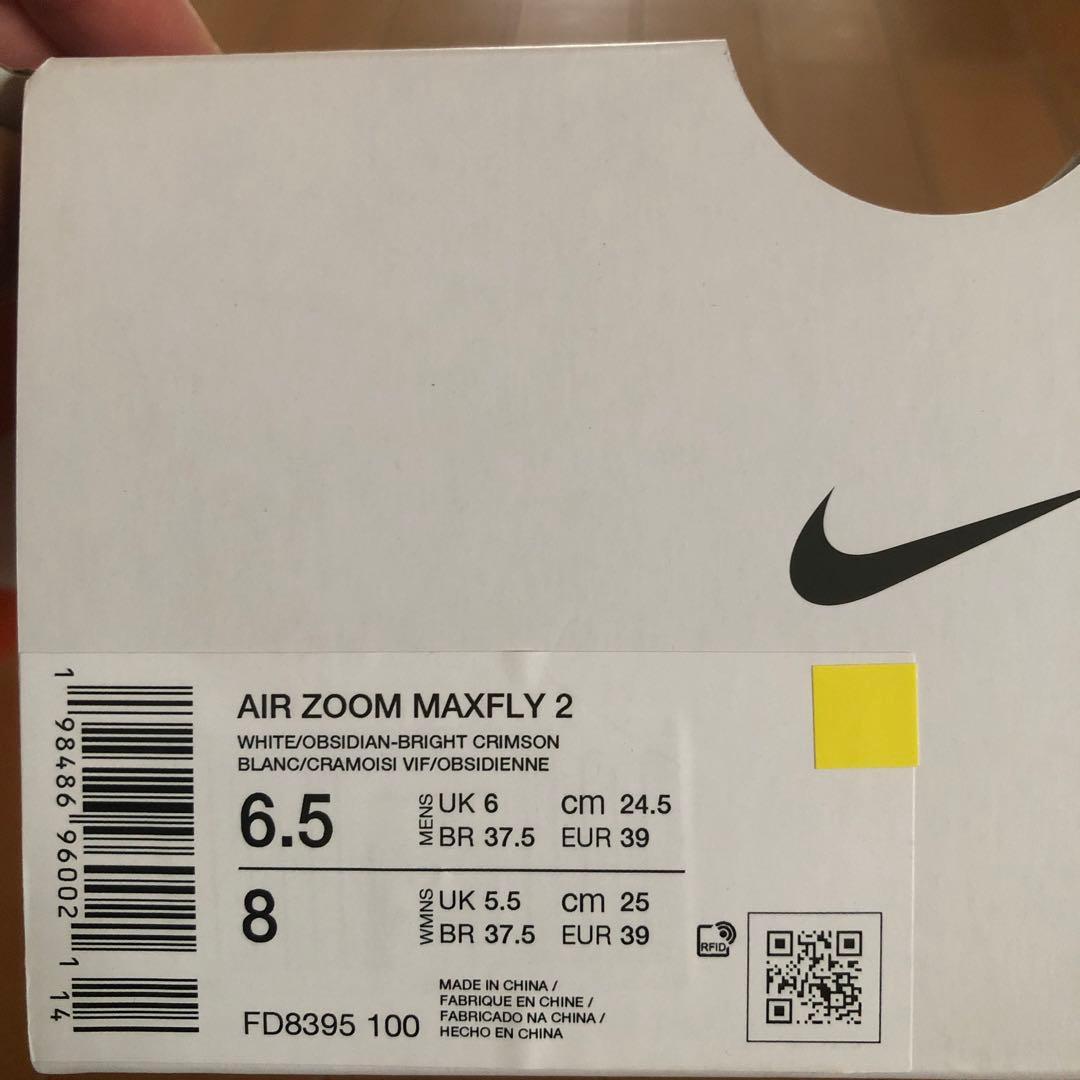 AIR ZOOM MAXFLY 2
WHITE/OBSIDIAN-BRIGHT CRIMSON
BLANC/CRAMOISI VIF/OBSIDIENNE
6.5 MENS UK 6 cm 24.5
BR 37.5 EUR 39
8 WMNS UK 5.5 cm 25
BR 37.5 EUR 39
RFID
FD8395 100
MADE IN CHINA /
FABRIQUE EN CHINE /
FABRICADO NA CHINA /
HECHO EN CHINA
1 98486 96002 1 14